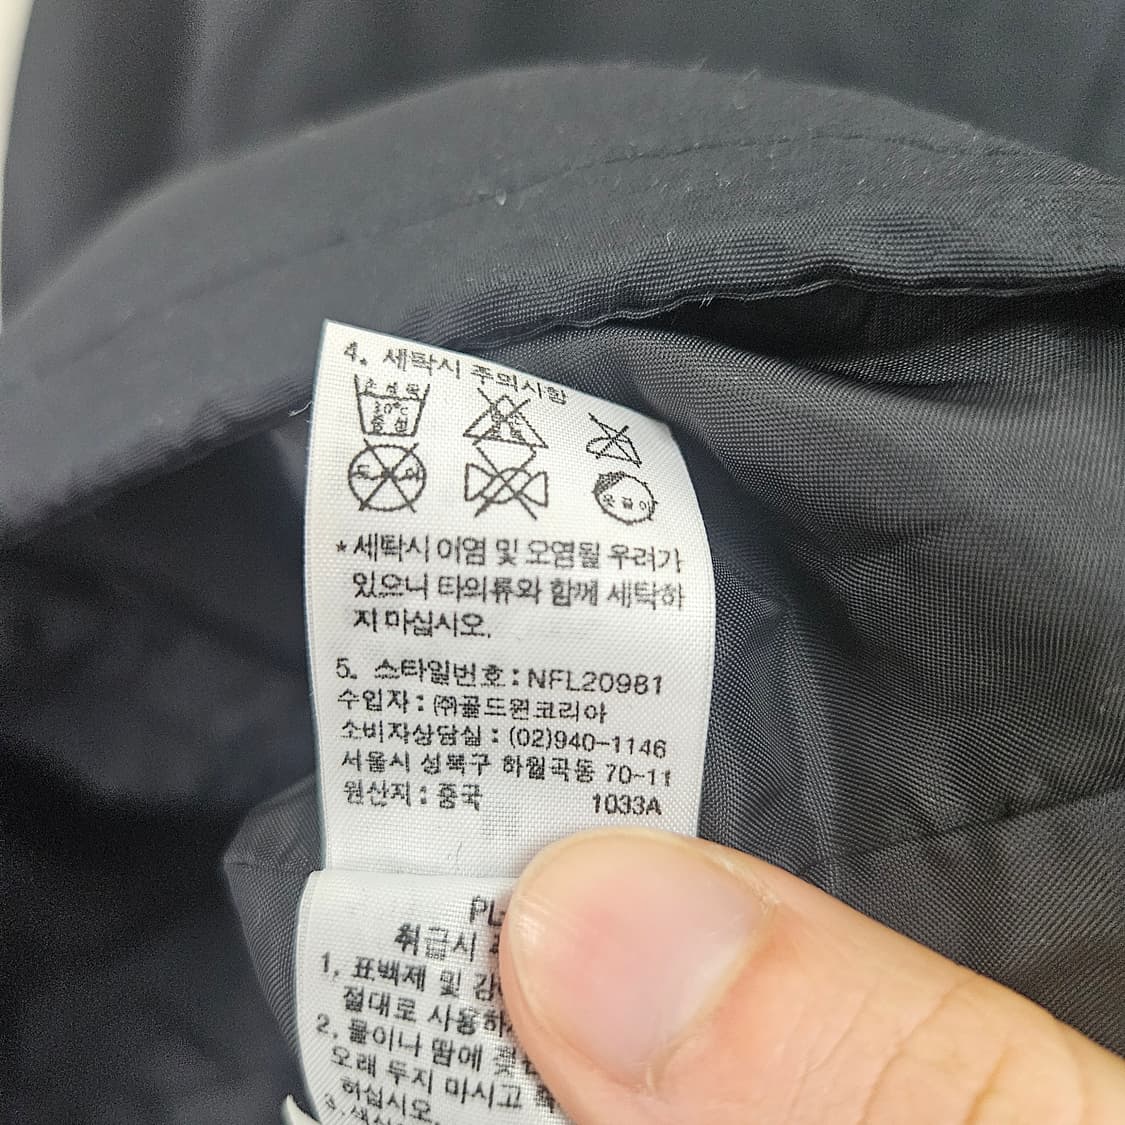 4. 세탁시 주의사항
손세탁
30℃
중성
드라이
옷걸이
*세탁시 이염 및 오염될 우려가
있으니 타의류와 함께 세탁하
지 마십시오.
5. 스타일번호:NFL20981
수입자:(주)골드윈코리아
소비자상담실:(02)940-1146
서울시 성북구 하월곡동 70-11
원산지:중국 1033A
취급시
1. 표백제 및
절대로 사용하
2. 물이나 땀에
오래 두지 마시고
하십시오
3.